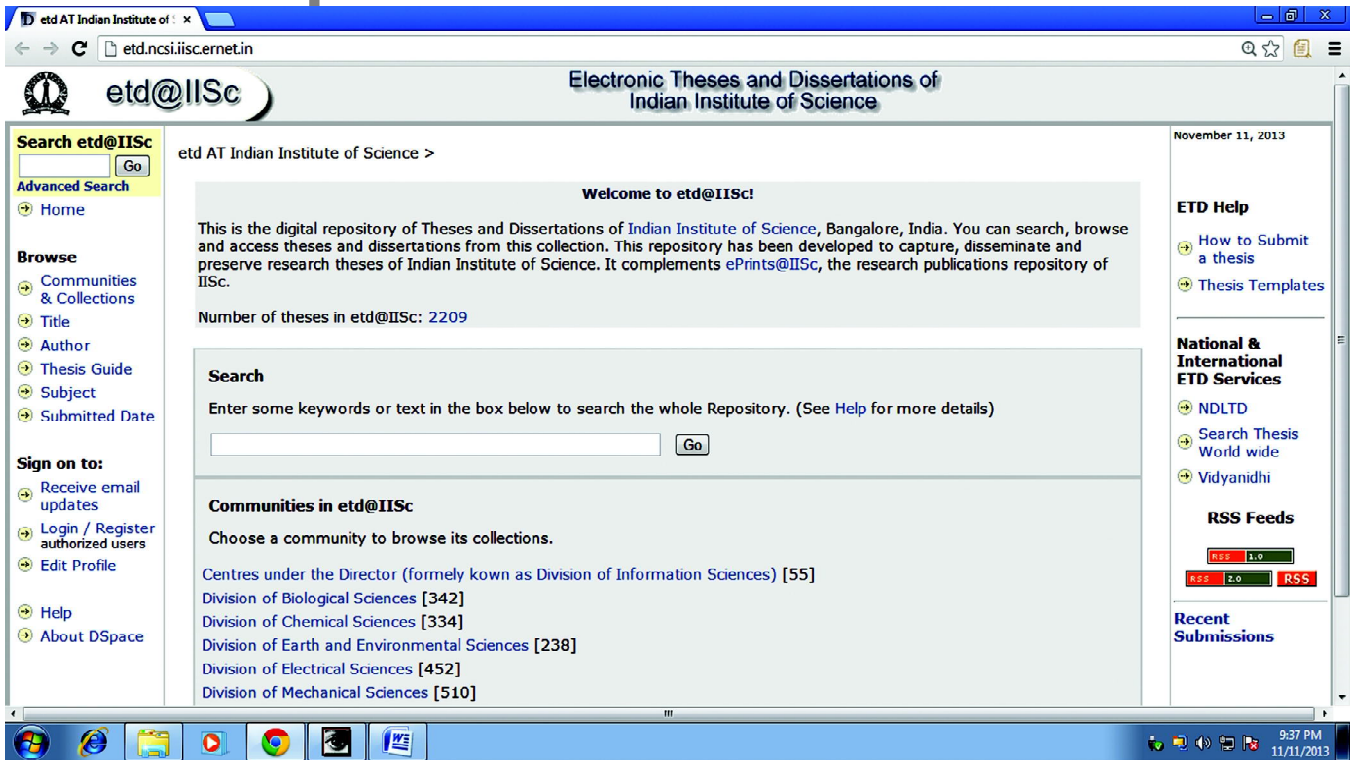 etd AT Indian Institute of S
etd.ncsi.iisc.ernet.in
etd@IISc
Electronic Theses and Dissertations of
Indian Institute of Science
Search etd@IISc
Go
Advanced Search
Home
Browse
Communities
& Collections
Title
Author
Thesis Guide
Subject
Submitted Date
Sign on to:
Receive email
updates
Login / Register
authorized users
Edit Profile
Help
About DSpace
etd AT Indian Institute of Science >
Welcome to etd@IISc!
This is the digital repository of Theses and Dissertations of Indian Institute of Science, Bangalore, India. You can search, browse
and access theses and dissertations from this collection. This repository has been developed to capture, disseminate and
preserve research theses of Indian Institute of Science. It complements ePrints@IISc, the research publications repository of
IISc.
Number of theses in etd@IISc: 2209
Search
Enter some keywords or text in the box below to search the whole Repository. (See Help for more details)
Go
Communities in etd@IISc
Choose a community to browse its collections.
Centres under the Director (formely kown as Division of Information Sciences) [55]
Division of Biological Sciences [342]
Division of Chemical Sciences [334]
Division of Earth and Environmental Sciences [238]
Division of Electrical Sciences [452]
Division of Mechanical Sciences [510]
November 11, 2013
ETD Help
How to Submit
a thesis
Thesis Templates
National &
International
ETD Services
NDLTD
Search Thesis
World wide
Vidyanidhi
RSS Feeds
RSS 1.0
RSS 2.0 RSS
Recent
Submissions
9:37 PM
11/11/2013